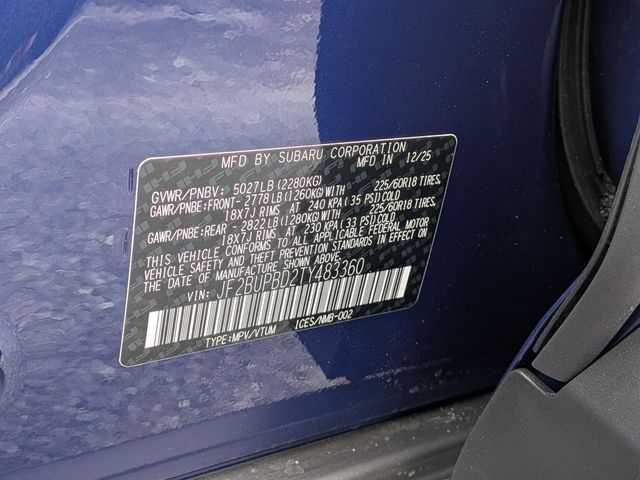 MFD BY SUBARU CORPORATION
MFD IN 12/25
GVWR/PNBV: 5027LB(2280KG)
GAWR/PNBE:FRONT-2778LB(1260KG)WITH 225/60R18 TIRES,
18X7J RIMS AT 240 KPA(35 PSI)COLD
GAWR/PNBE:REAR -2822LB(1280KG)WITH 225/60R18 TIRES,
18X7J RIMS AT 230 KPA(33 PSI)COLD
THIS VEHICLE CONFORMS TO ALL APPLICABLE FEDERAL MOTOR
VEHICLE SAFETY AND THEFT PREVENTION STANDARDS IN EFFECT ON
THE DATE OF MANUFACTURE SHOWN ABOVE.
VIN: JF2BUPBD2TY483360
TYPE:MPV/VTUM ICES/NMB-002